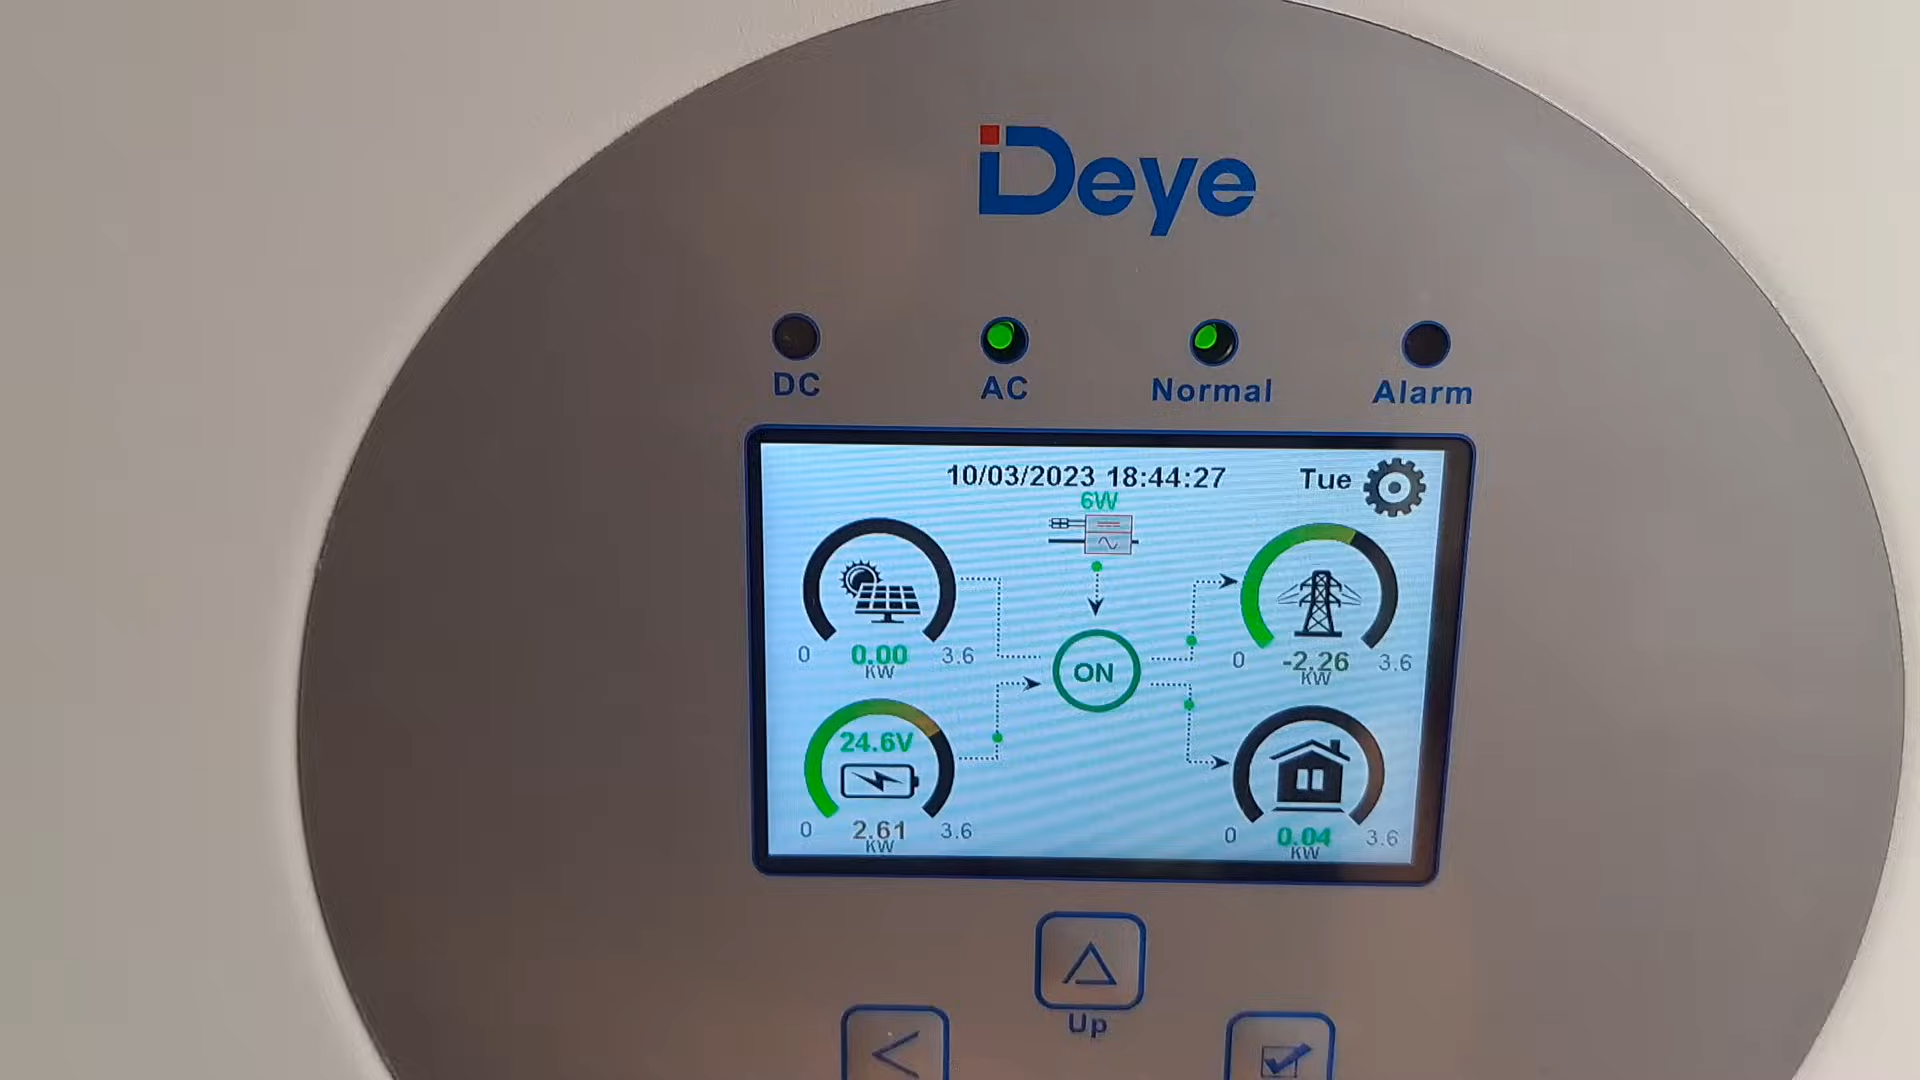 Deye
DC AC Normal Alarm
10/03/2023 18:44:27 Tue
6W
0 0.00 3.6
KW
ON
0 -2.26 3.6
KW
24.6V
0 2.61 3.6
KW
0 0.04 3.6
KW
Up